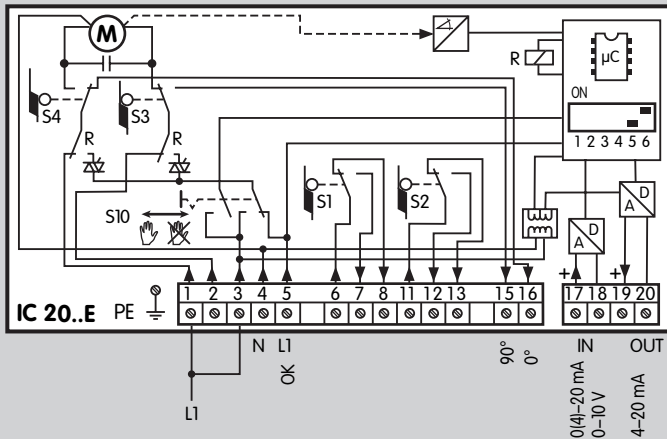 M
R
µC
ON
1 2 3 4 5 6
S4
S3
R
R
S10
S1
S2
D
A
D
A
+
+
IC 20..E
PE
1 2 3 4 5 6 7 8 11 12 13 15 16 17 18 19 20
N
L1
OK
90°
0°
IN
OUT
L1
0(4)–20 mA
0–10 V
4–20 mA